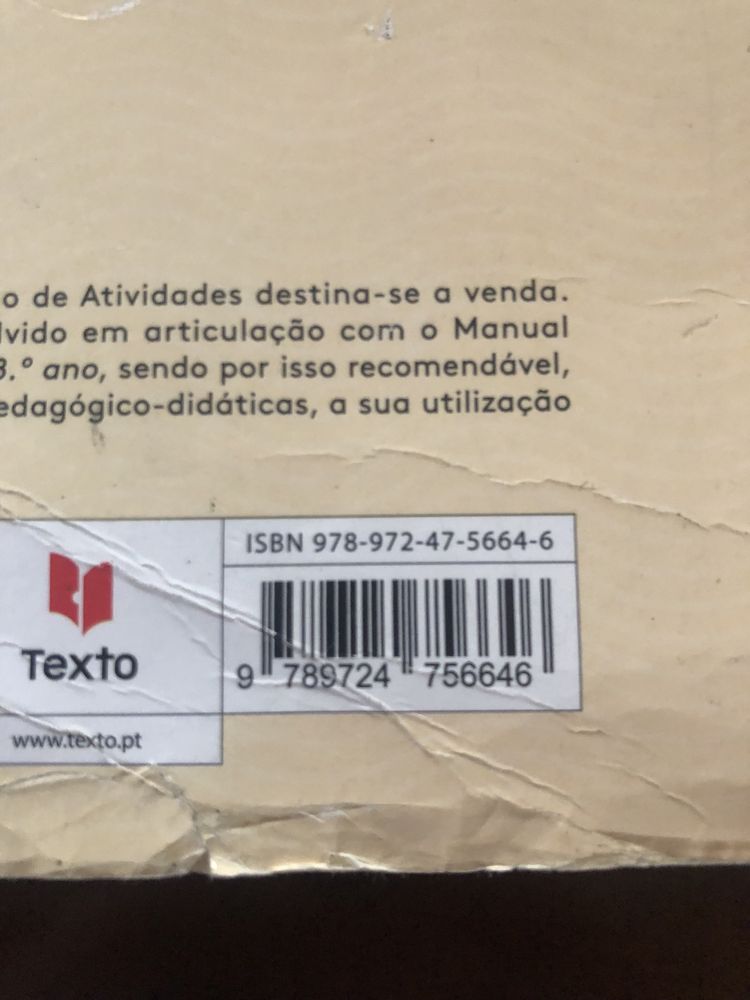 o de Atividades destina-se a venda.
em articulação com o Manual
3.º ano, sendo por isso recomendável,
edagógico-didáticas, a sua utilização
ISBN 978-972-47-5664-6
9 789724 756646
Texto
www.texto.pt